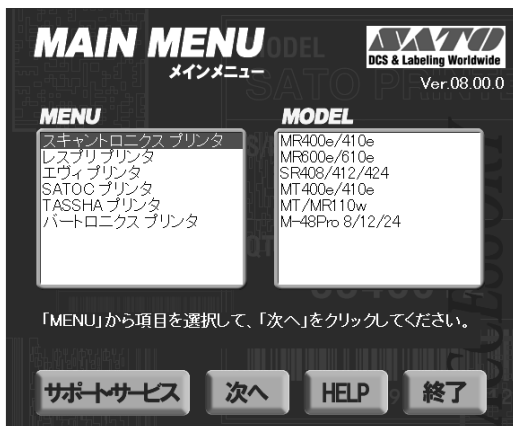 MAIN MENU
メインメニュー
SATO
DCS & Labeling Worldwide
Ver.08.00.0
MENU
スキャントロニクス プリンタ
レスプリ プリンタ
エヴィ プリンタ
SATOC プリンタ
TASSHA プリンタ
バートロニクス プリンタ
MODEL
MR400e/410e
MR600e/610e
SR408/412/424
MT400e/410e
MT/MR110w
M-48Pro 8/12/24
「MENU」から項目を選択して、「次へ」をクリックしてください。
サポート・サービス
次へ
HELP
終了